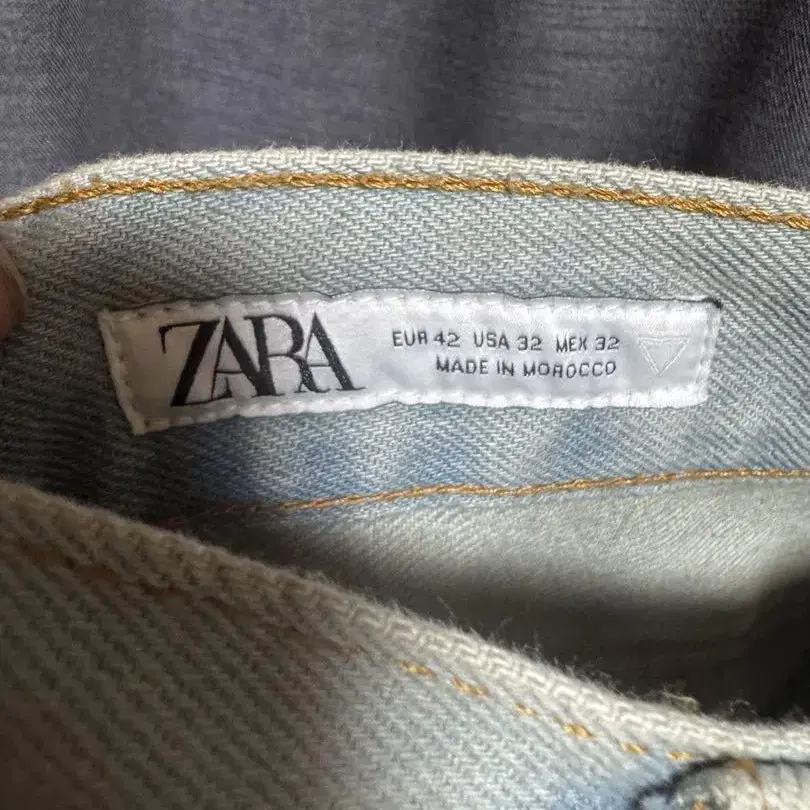 ZARA
EUR 42 USA 32 MEX 32
MADE IN MOROCCO